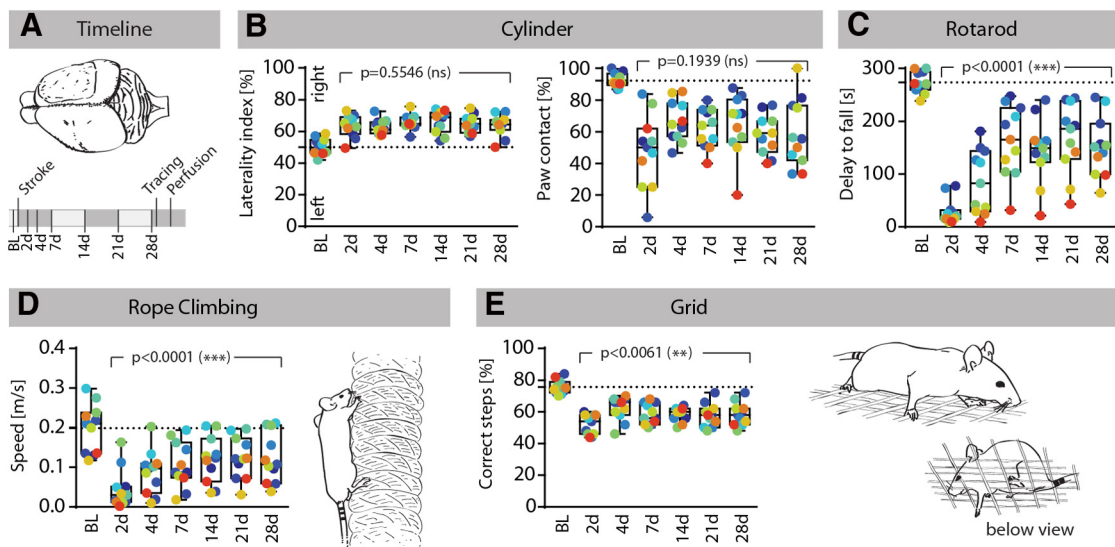 A Timeline
Stroke
Tracing
Perfusion
BL
2d
4d
7d
14d
21d
28d
B Cylinder
Laterality index [%]
right
left
p=0.5546 (ns)
100
80
60
40
20
0
BL 2d 4d 7d 14d 21d 28d
Paw contact [%]
p=0.1939 (ns)
100
80
60
40
20
0
BL 2d 4d 7d 14d 21d 28d
C Rotarod
Delay to fall [s]
p<0.0001 (***)
300
200
100
0
BL 2d 4d 7d 14d 21d 28d
D Rope Climbing
Speed [m/s]
p<0.0001 (***)
0.4
0.3
0.2
0.1
0.0
BL 2d 4d 7d 14d 21d 28d
E Grid
Correct steps [%]
p<0.0061 (**)
100
80
60
40
20
0
BL 2d 4d 7d 14d 21d 28d
below view